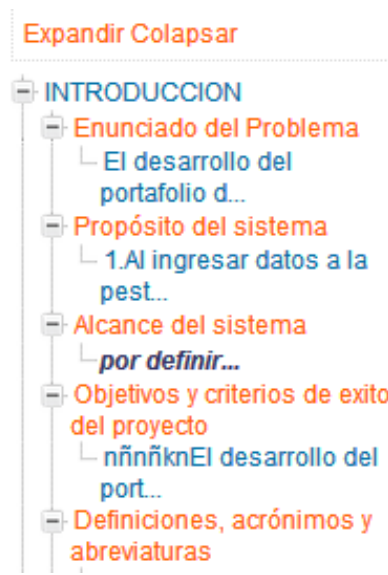 Expandir Colapsar
INTRODUCCION
Enunciado del Problema
El desarrollo del
portafolio d...
Propósito del sistema
1.Al ingresar datos a la
pest...
Alcance del sistema
por definir...
Objetivos y criterios de exito
del proyecto
nñnñknEl desarrollo del
port...
Definiciones, acrónimos y
abreviaturas